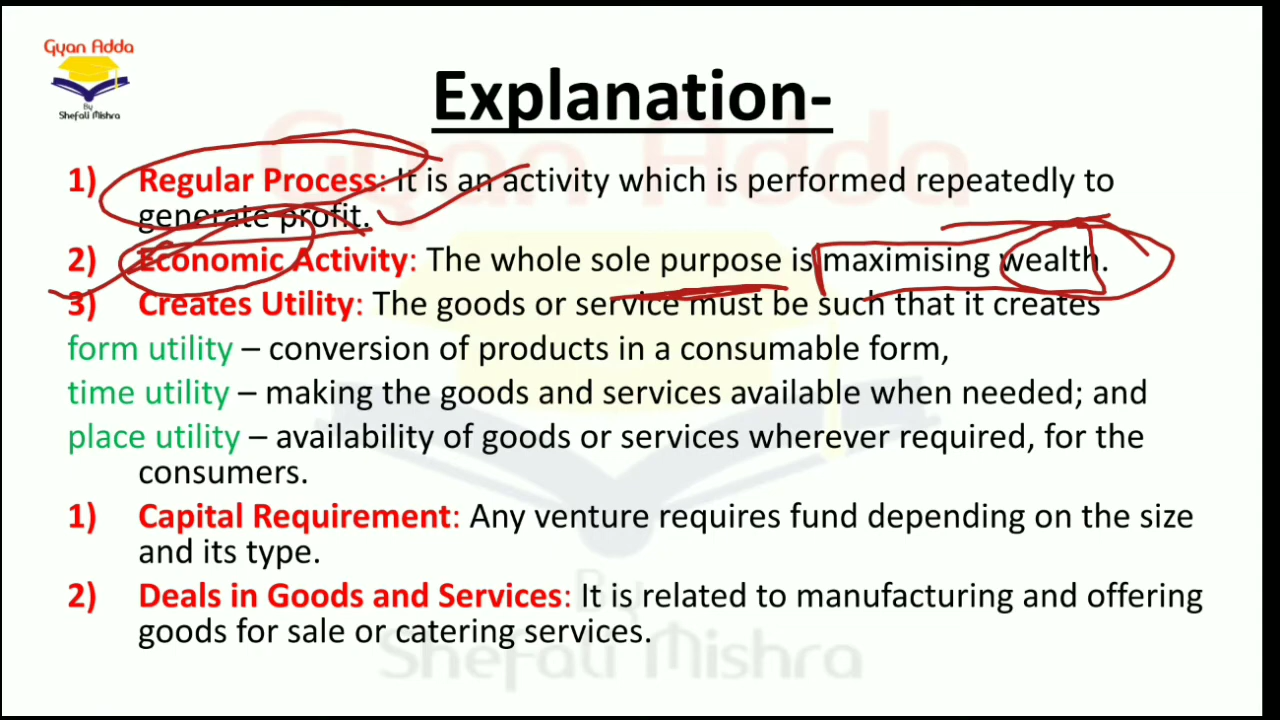 Gyan Adda
By
Shefali Mishra
Explanation-
1) Regular Process: It is an activity which is performed repeatedly to
generate profit.
2) Economic Activity: The whole sole purpose is maximising wealth.
3) Creates Utility: The goods or service must be such that it creates
form utility – conversion of products in a consumable form,
time utility – making the goods and services available when needed; and
place utility – availability of goods or services wherever required, for the
consumers.
1) Capital Requirement: Any venture requires fund depending on the size
and its type.
2) Deals in Goods and Services: It is related to manufacturing and offering
goods for sale or catering services.
Gyan Adda
By
Shefali Mishra